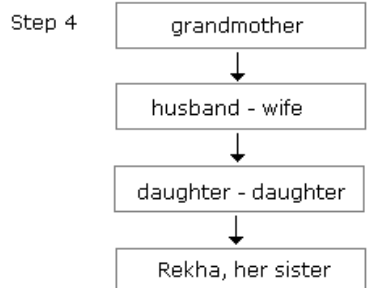 Step 4
grandmother
husband - wife
daughter - daughter
Rekha, her sister